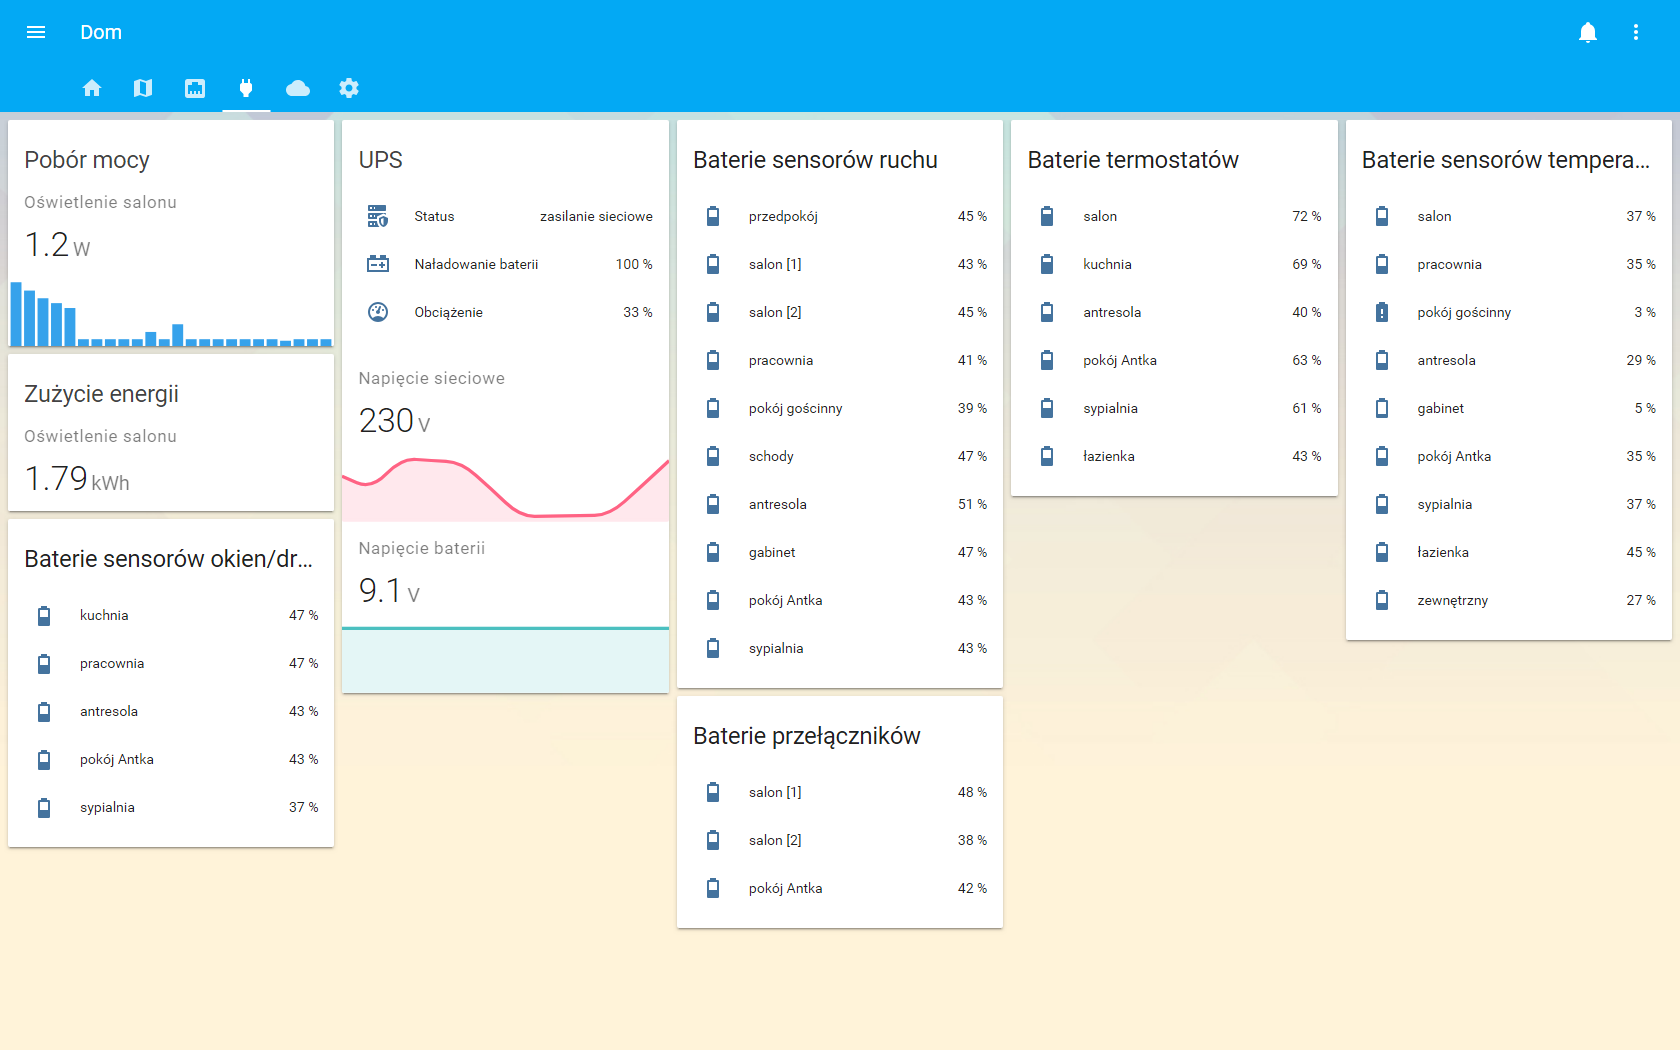 Dom
Pobór mocy
Oświetlenie salonu
1.2 W
Zużycie energii
Oświetlenie salonu
1.79 kWh
Baterie sensorów okien/dr...
kuchnia 47 %
pracownia 47 %
antresola 43 %
pokój Antka 43 %
sypialnia 37 %
UPS
Status zasilanie sieciowe
Naładowanie baterii 100 %
Obciążenie 33 %
Napięcie sieciowe
230 V
Napięcie baterii
9.1 V
Baterie sensorów ruchu
przedpokój 45 %
salon [1] 43 %
salon [2] 45 %
pracownia 41 %
pokój gościnny 39 %
schody 47 %
antresola 51 %
gabinet 47 %
pokój Antka 43 %
sypialnia 43 %
Baterie przełączników
salon [1] 48 %
salon [2] 38 %
pokój Antka 42 %
Baterie termostatów
salon 72 %
kuchnia 69 %
antresola 40 %
pokój Antka 63 %
sypialnia 61 %
łazienka 43 %
Baterie sensorów tempera...
salon 37 %
pracownia 35 %
pokój gościnny 3 %
antresola 29 %
gabinet 5 %
pokój Antka 35 %
sypialnia 37 %
łazienka 45 %
zewnętrzny 27 %